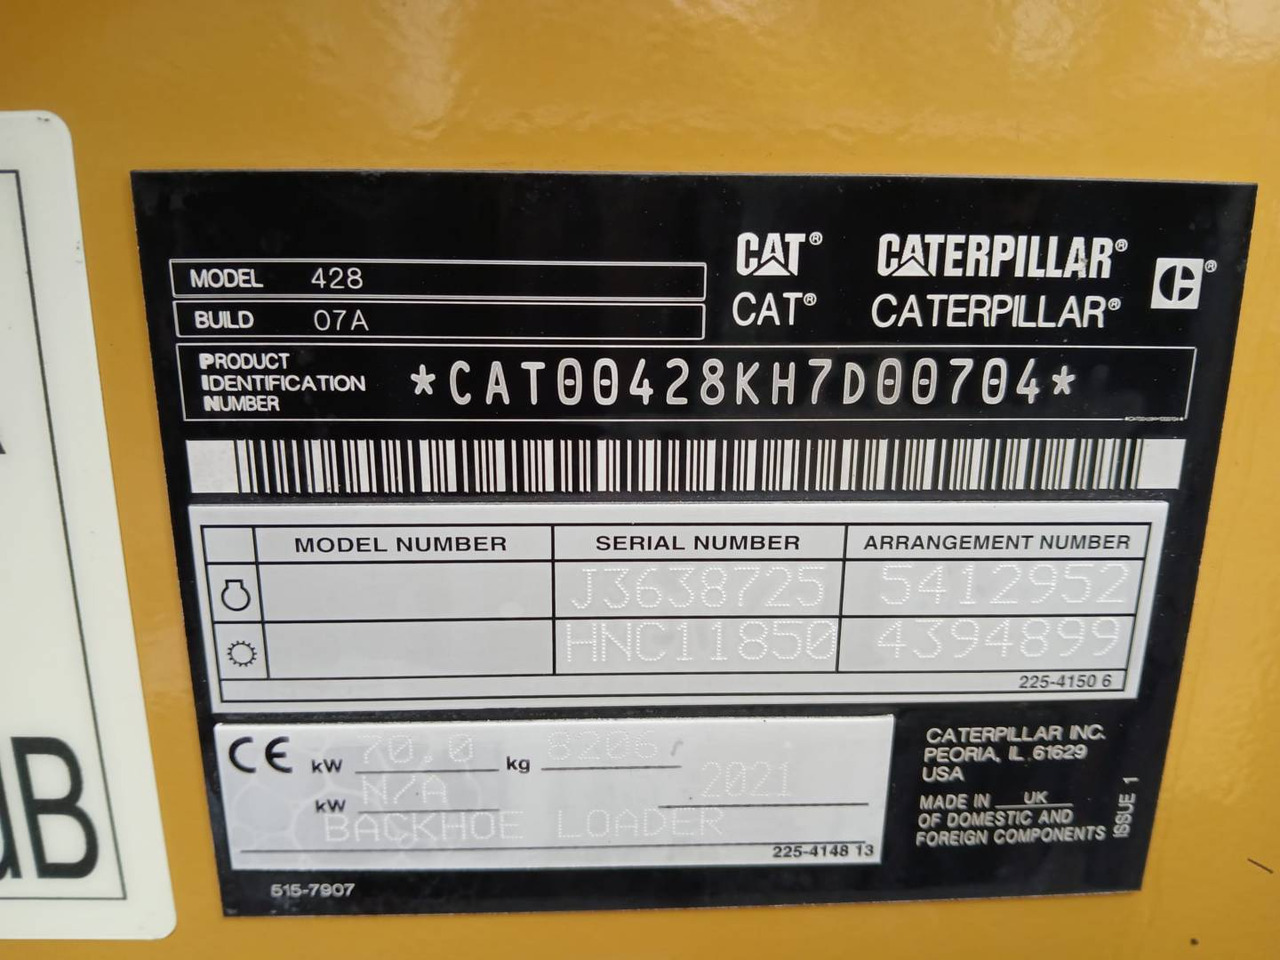 CAT® CATERPILLAR®
CAT® CATERPILLAR®
MODEL 428
BUILD 07A
PRODUCT
IDENTIFICATION
NUMBER
*CAT00428KH7D00704*
MODEL NUMBER SERIAL NUMBER ARRANGEMENT NUMBER
J3638725 5412952
HNC11850 4394899
225-4150 6
CE kW 70.0 kg 8206
kW N/A 2021
BACKHOE LOADER
225-4148 13
515-7907
CATERPILLAR INC.
PEORIA, IL 61629
USA
MADE IN UK
OF DOMESTIC AND
FOREIGN COMPONENTS
ISSUE 1
dB